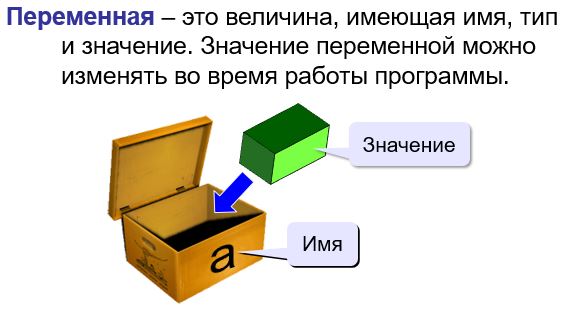 Переменная – это величина, имеющая имя, тип
и значение. Значение переменной можно
изменять во время работы программы.
Значение
Имя
a